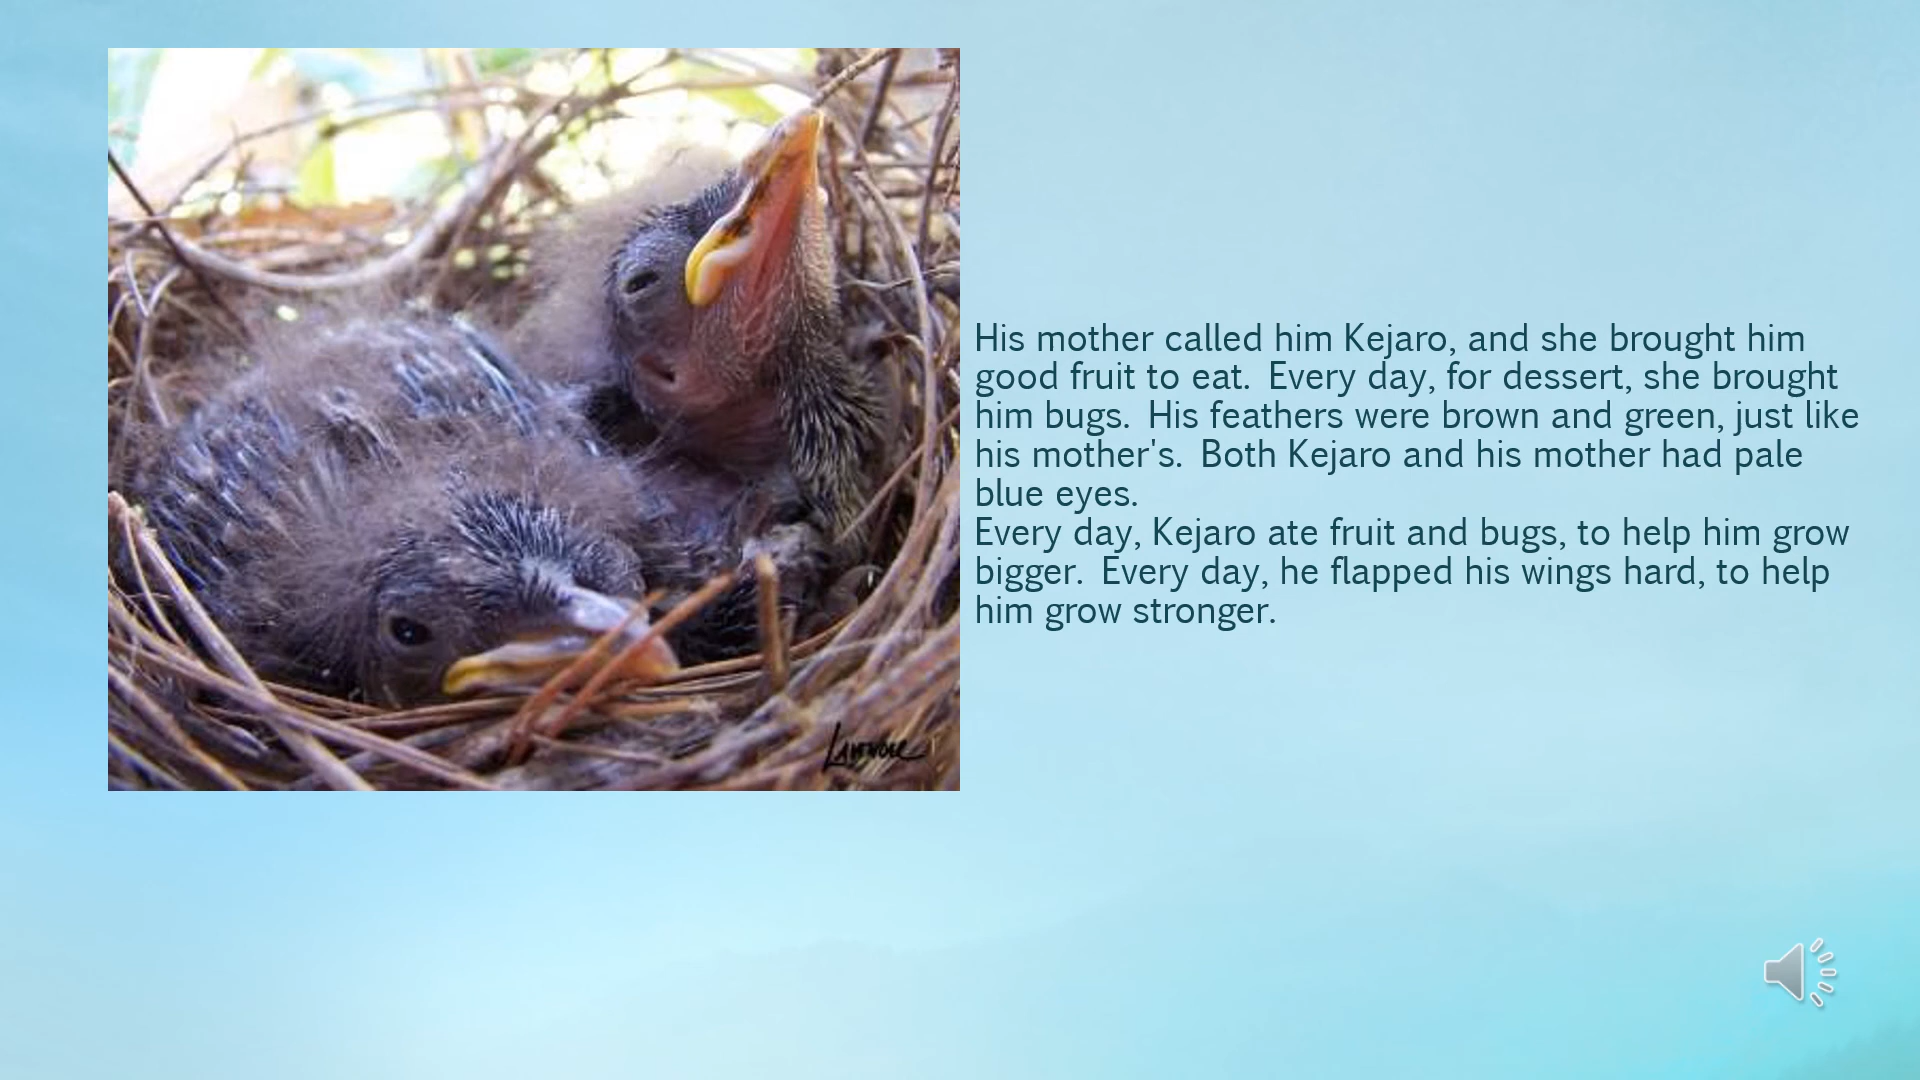 His mother called him Kejaro, and she brought him
good fruit to eat.  Every day, for dessert, she brought
him bugs.  His feathers were brown and green, just like
his mother's.  Both Kejaro and his mother had pale
blue eyes.
Every day, Kejaro ate fruit and bugs, to help him grow
bigger.  Every day, he flapped his wings hard, to help
him grow stronger.